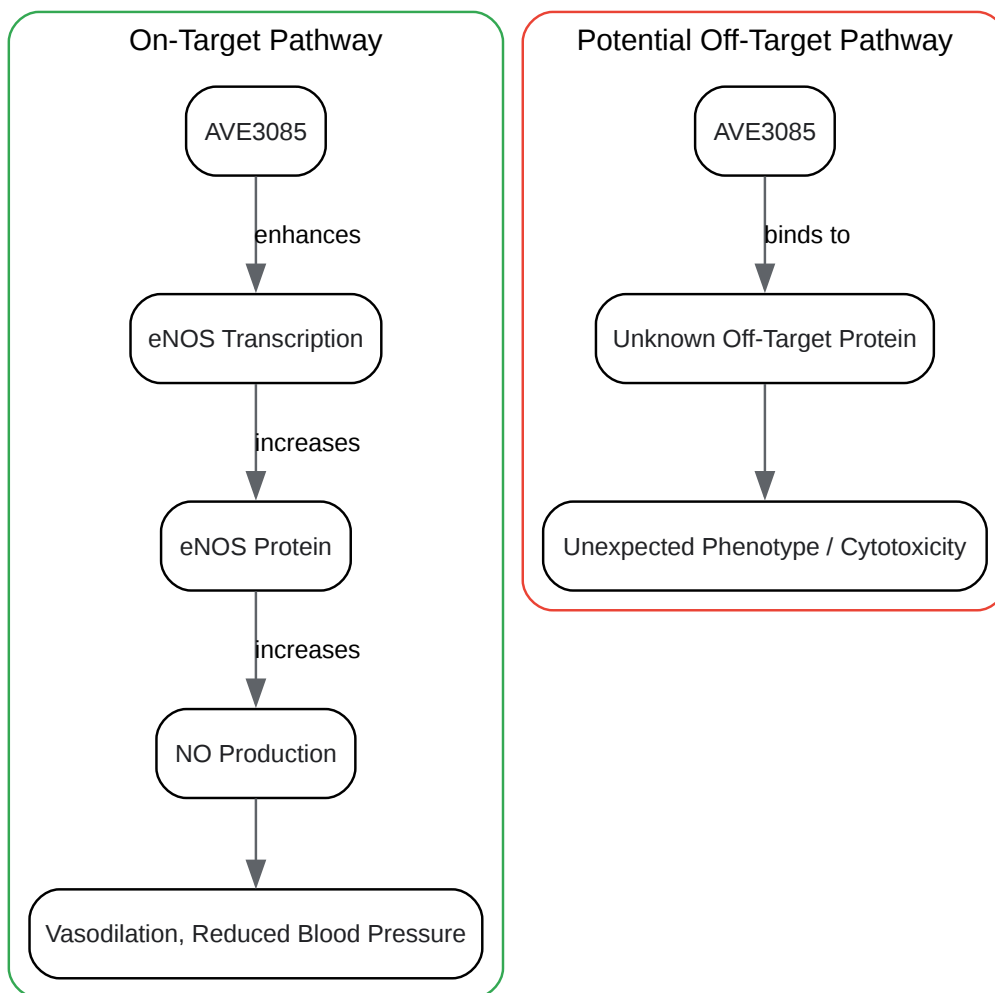 On-Target Pathway
AVE3085
enhances
eNOS Transcription
increases
eNOS Protein
increases
NO Production
Vasodilation, Reduced Blood Pressure
Potential Off-Target Pathway
AVE3085
binds to
Unknown Off-Target Protein
Unexpected Phenotype / Cytotoxicity